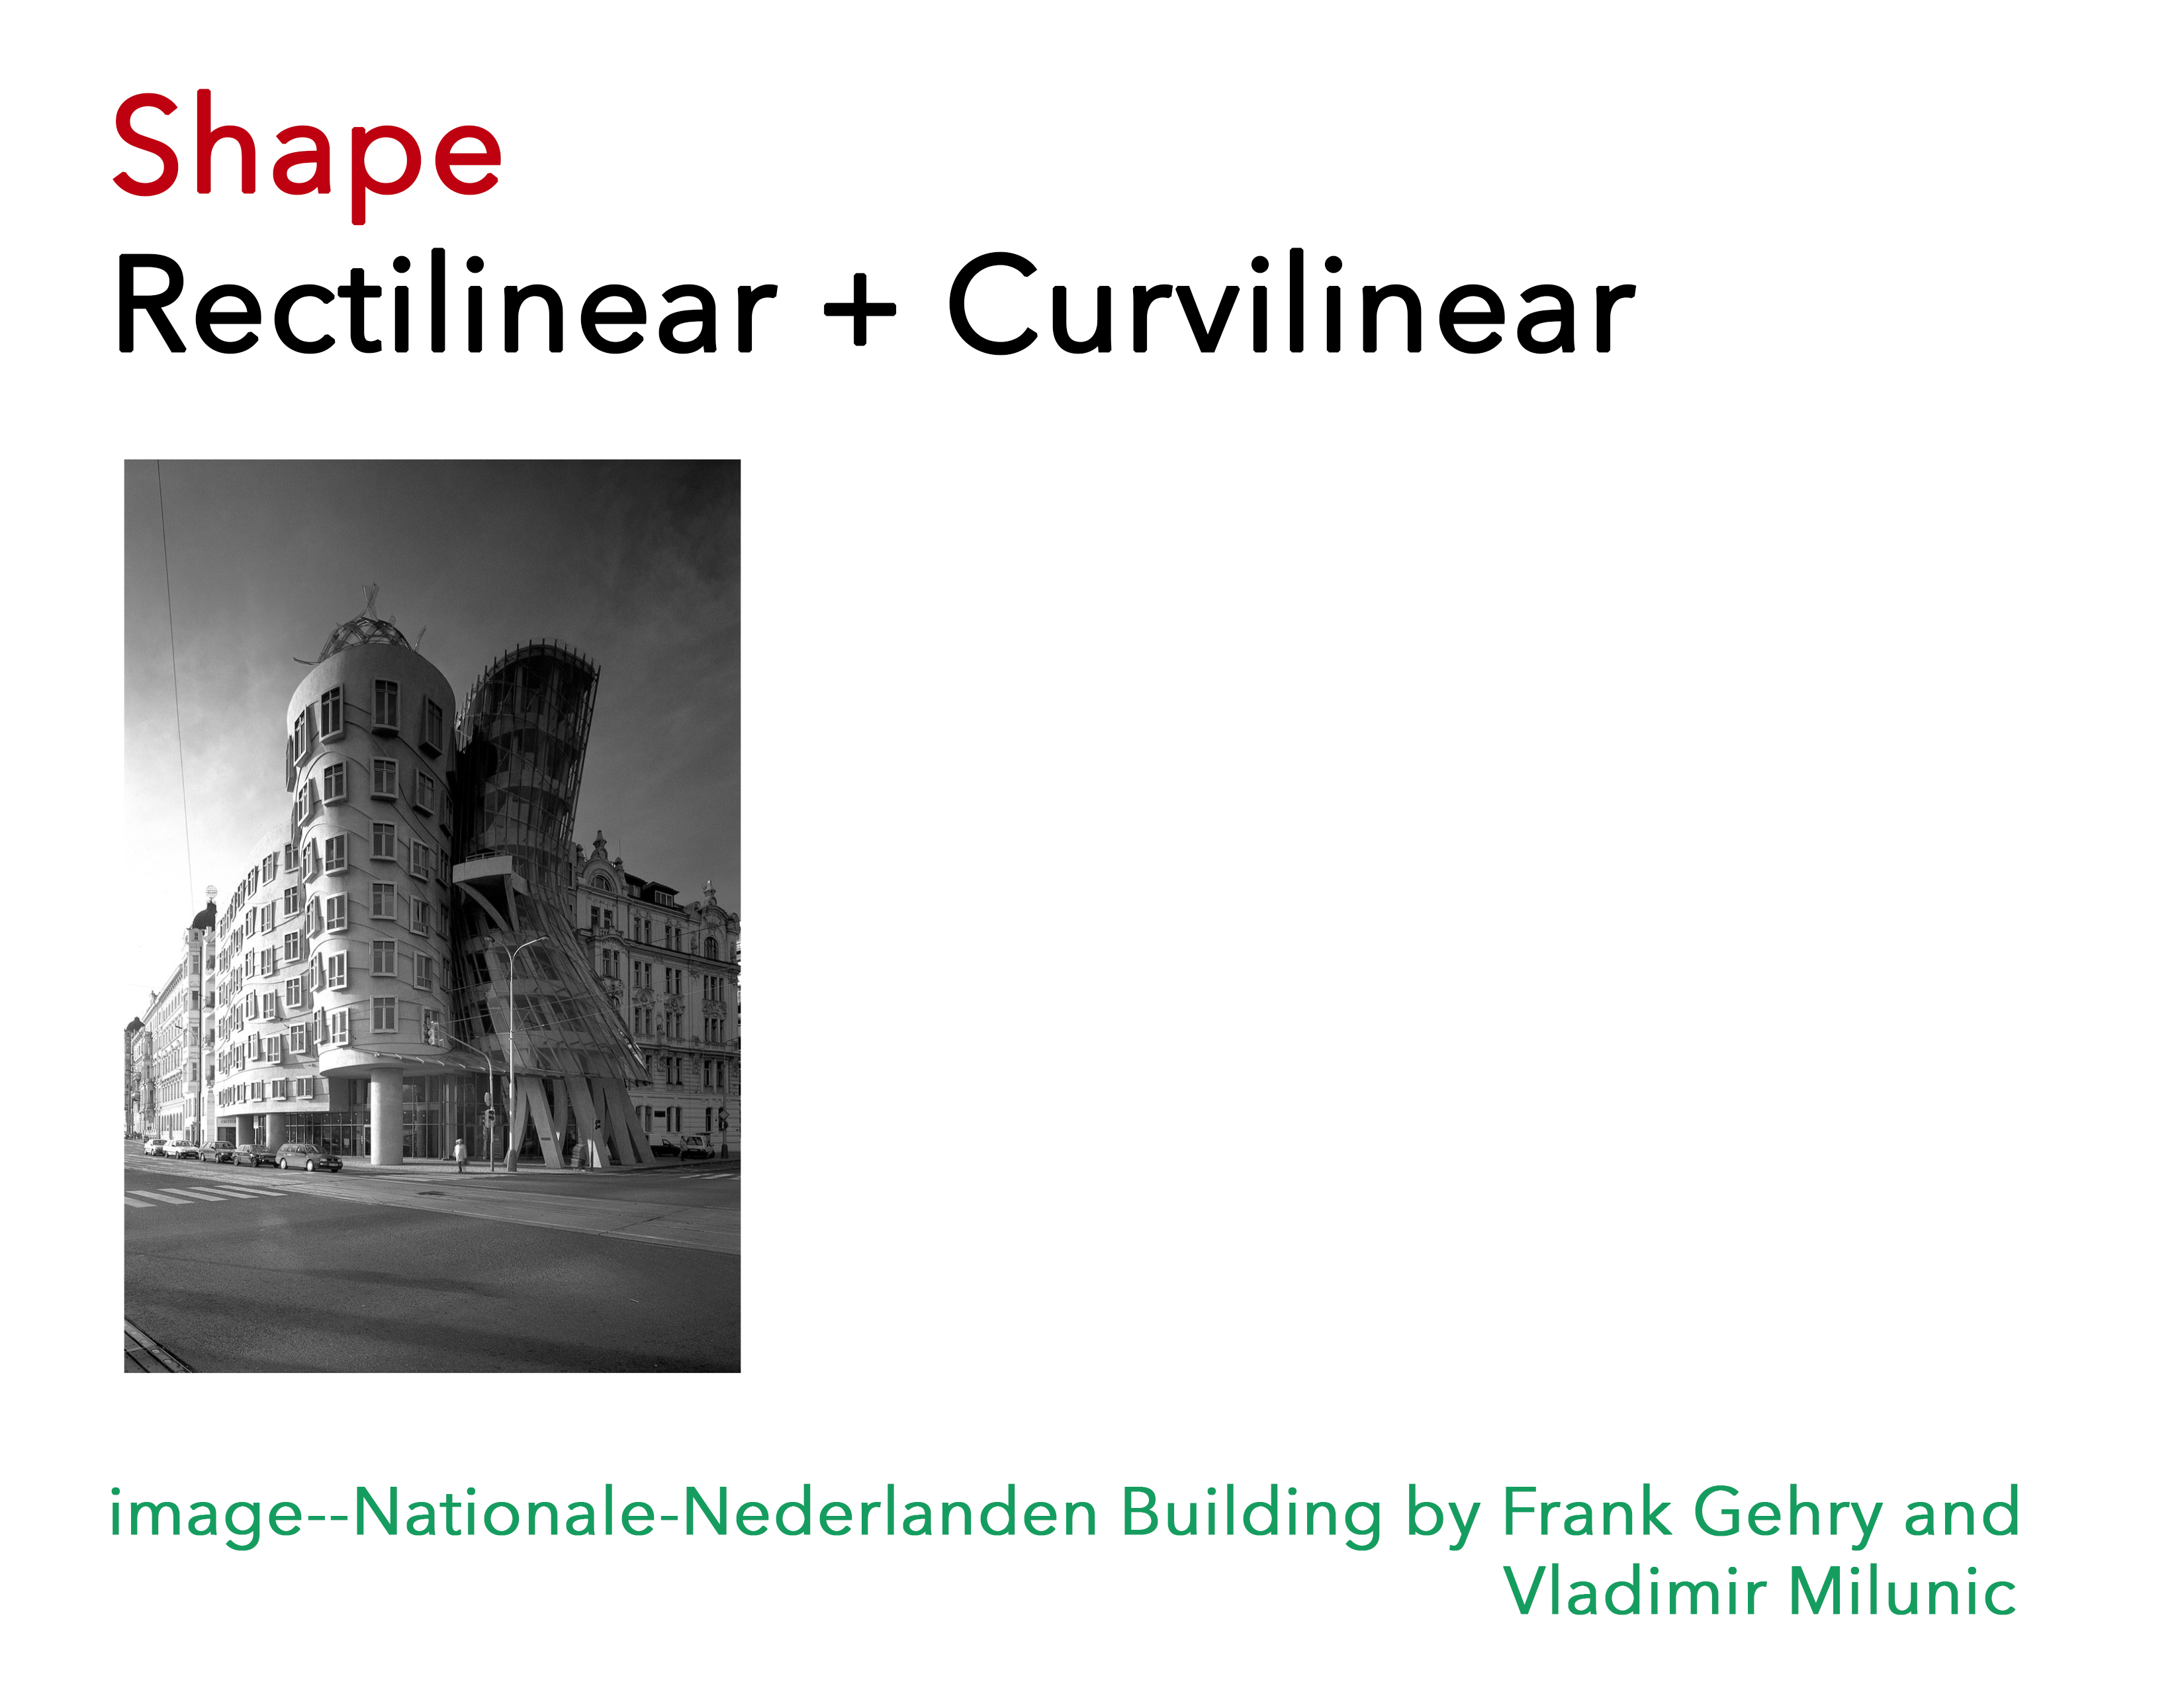 Shape
Rectilinear + Curvilinear
image--Nationale-Nederlanden Building by Frank Gehry and
Vladimir Milunic